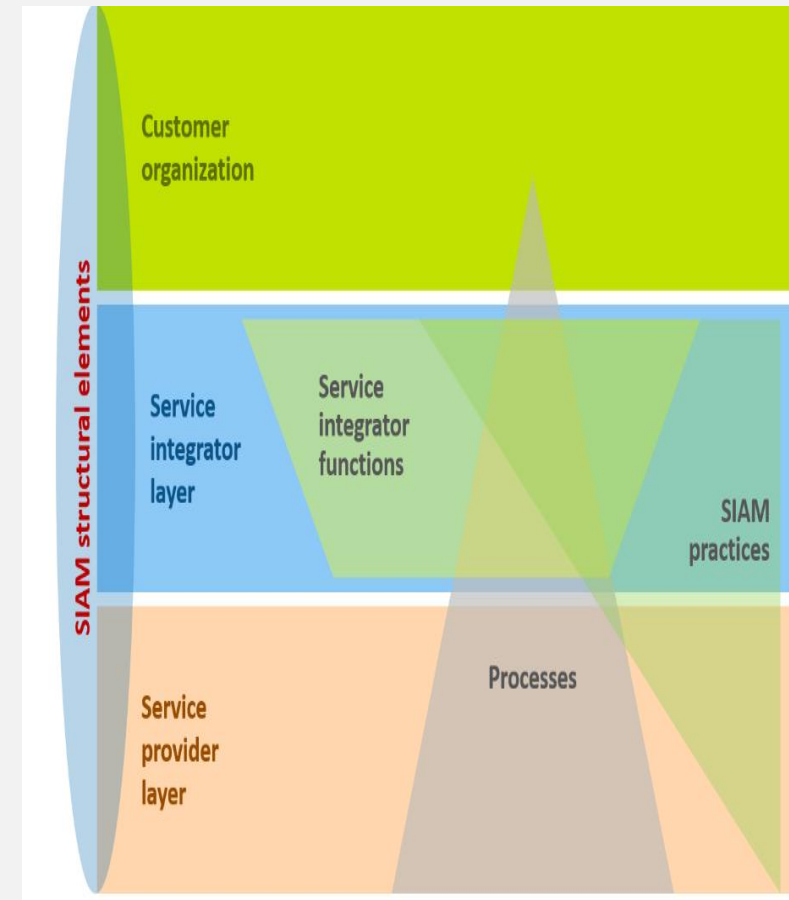 Customer
organization
SIAM structural elements
Service
integrator
layer
Service
integrator
functions
SIAM
practices
Processes
Service
provider
layer